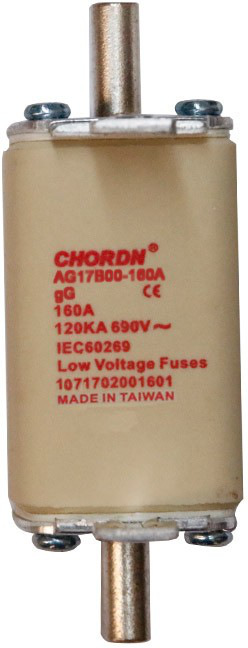 CHORDN®
AG17B00-160A
gG CE
160A
120KA 690V~
IEC60269
Low Voltage Fuses
1071702001601
MADE IN TAIWAN